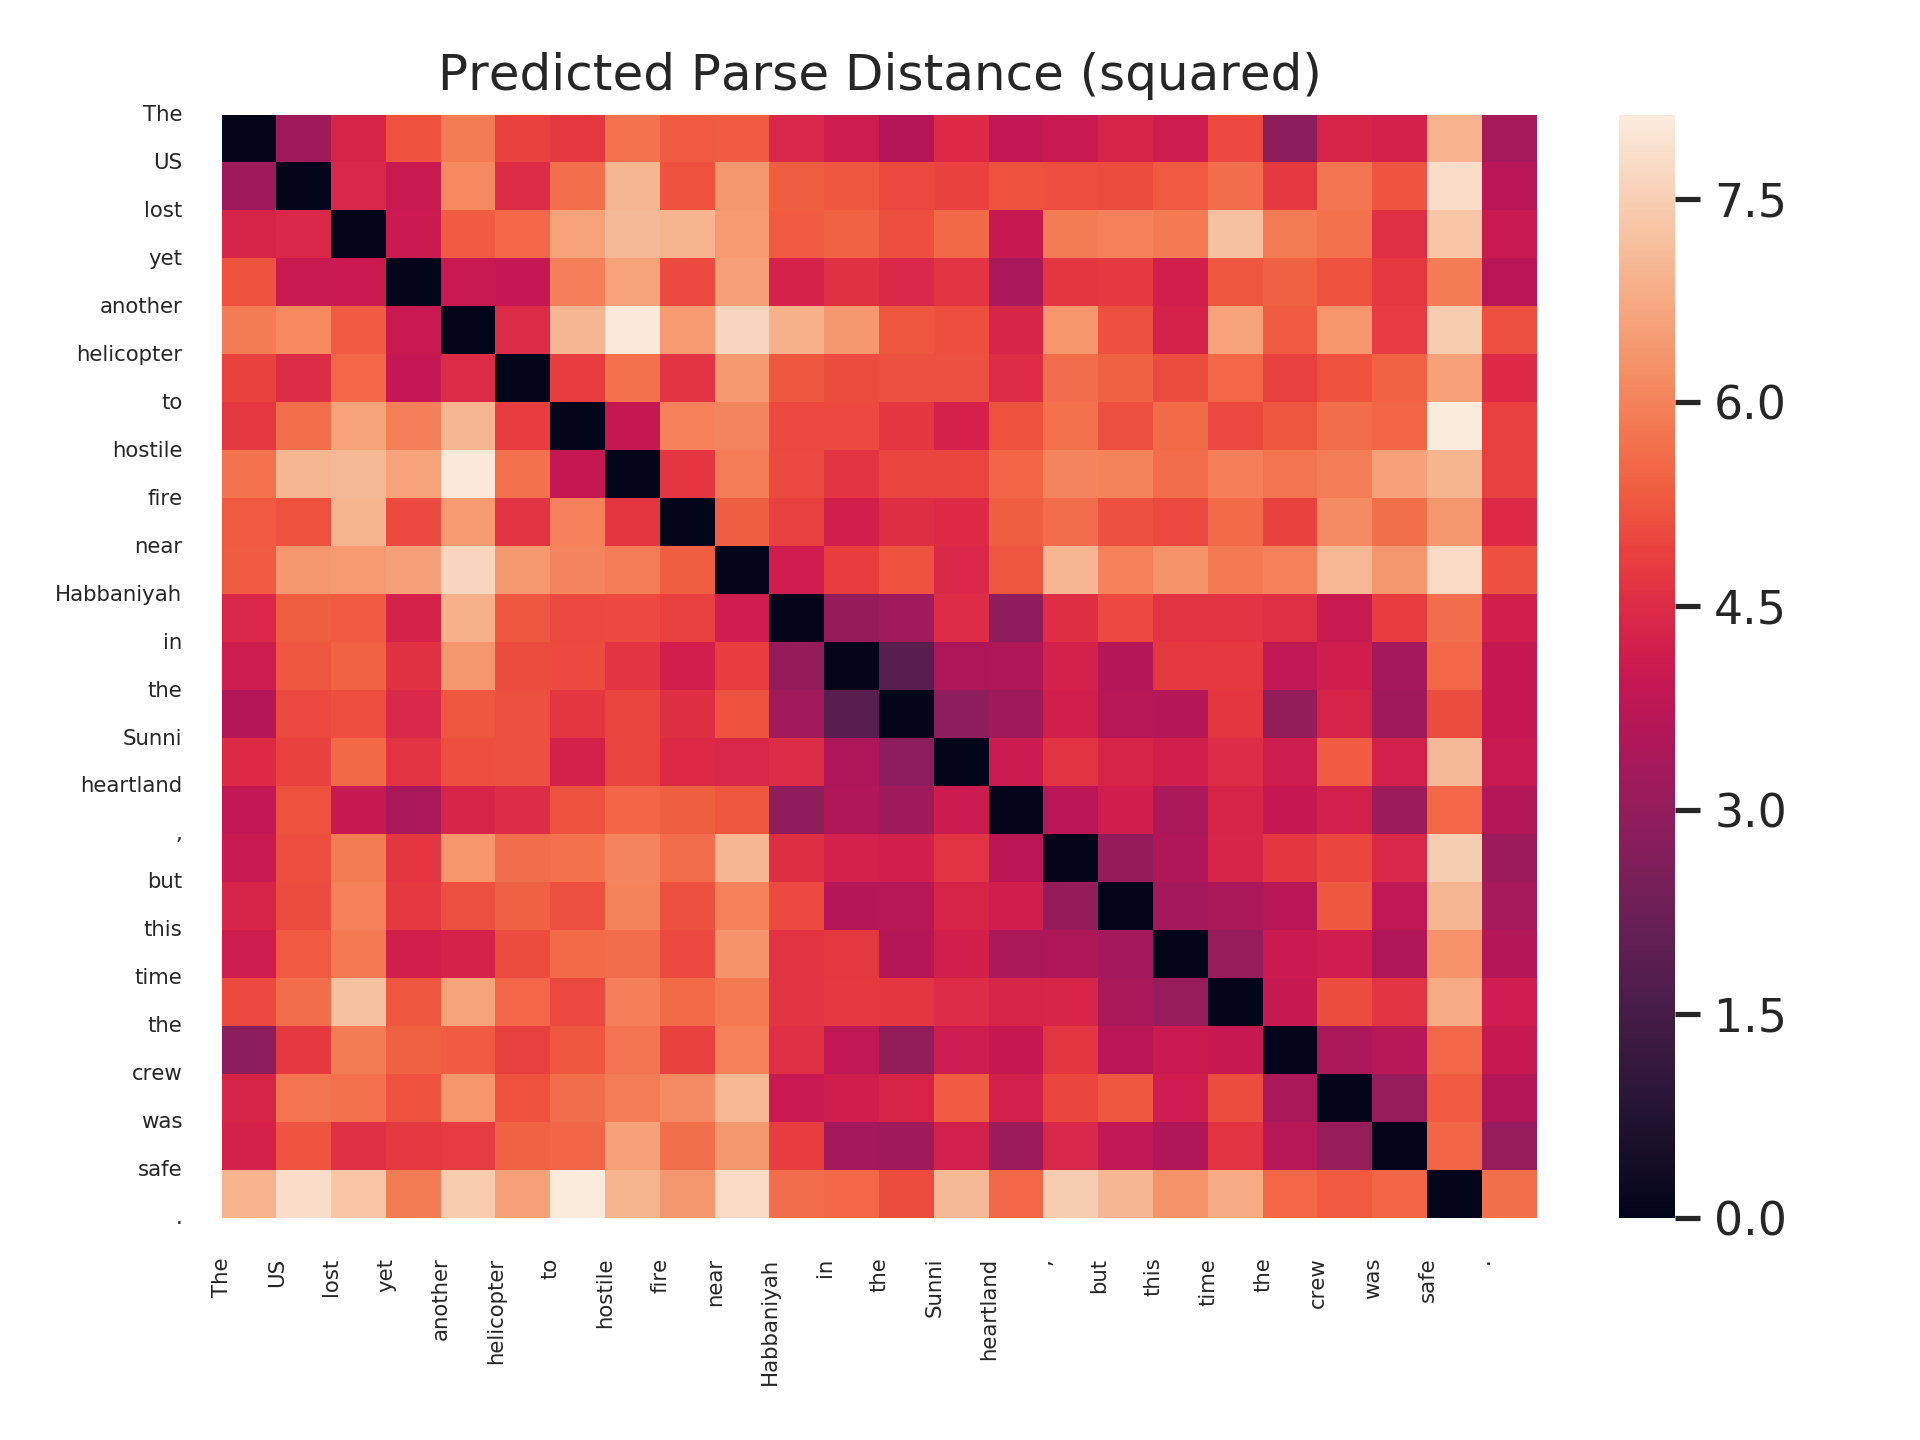 Predicted Parse Distance (squared)
The
US
lost
yet
another
helicopter
to
hostile
fire
near
Habbaniyah
in
the
Sunni
heartland
,
but
this
time
the
crew
was
safe
.
7.5
6.0
4.5
3.0
1.5
0.0
The
US
lost
yet
another
helicopter
to
hostile
fire
near
Habbaniyah
in
the
Sunni
heartland
,
but
this
time
the
crew
was
safe
.